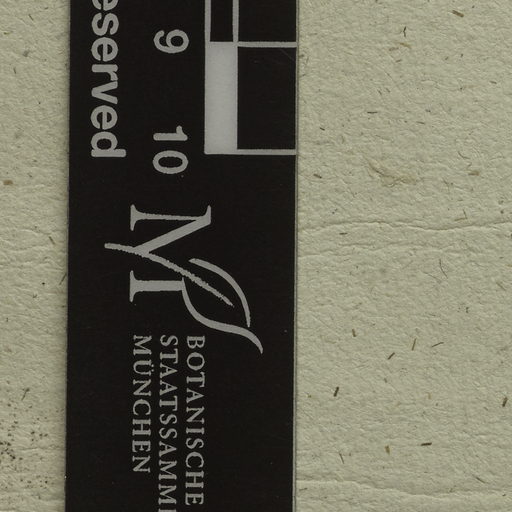 eserved
9
10
M
BOTANISCHE
STAATSSAMM
MÜNCHEN